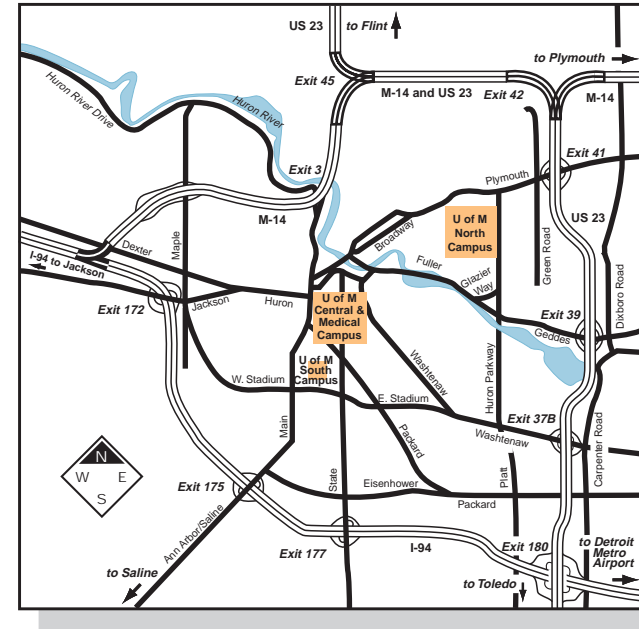 US 23
to Flint
to Plymouth
Exit 45
M-14 and US 23
Exit 42
M-14
Huron River Drive
Huron River
Exit 3
Exit 41
Plymouth
M-14
Maple
Broadway
U of M
North
Campus
US 23
Green Road
Dixboro Road
Dexter
I-94 to Jackson
Fuller
Glazier
Way
Exit 172
Jackson
Huron
U of M
Central &
Medical
Campus
Exit 39
Geddes
Washtenaw
Huron Parkway
U of M
South
Campus
W. Stadium
E. Stadium
Exit 37B
Washtenaw
Main
Packard
Carpenter Road
N
W
E
S
State
Platt
Exit 175
Eisenhower
Packard
Ann Arbor/Saline
Exit 177
I-94
Exit 180
to Detroit
Metro
Airport
to Saline
to Toledo